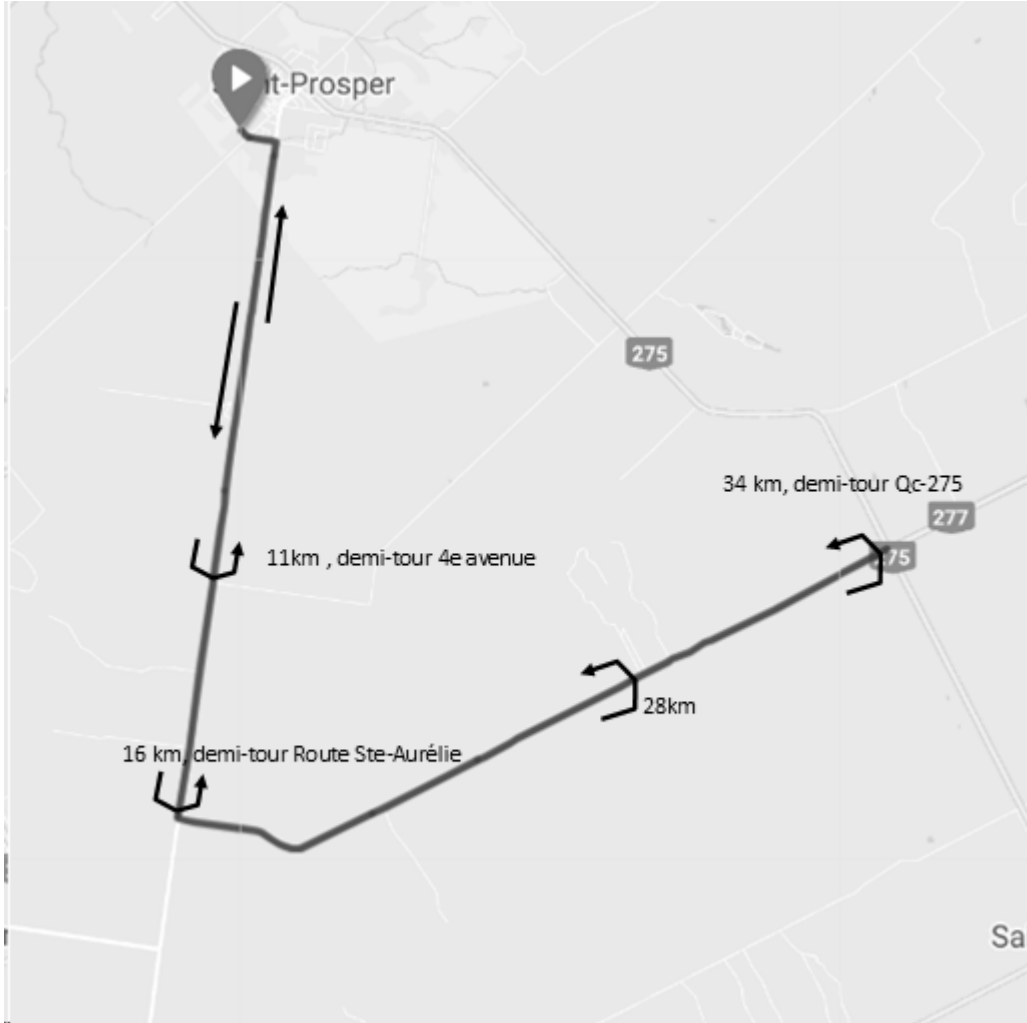 t-Prosper
275
34 km, demi-tour Qc-275
277
11km , demi-tour 4e avenue
275
28km
16 km, demi-tour Route Ste-Aurélie
Sa